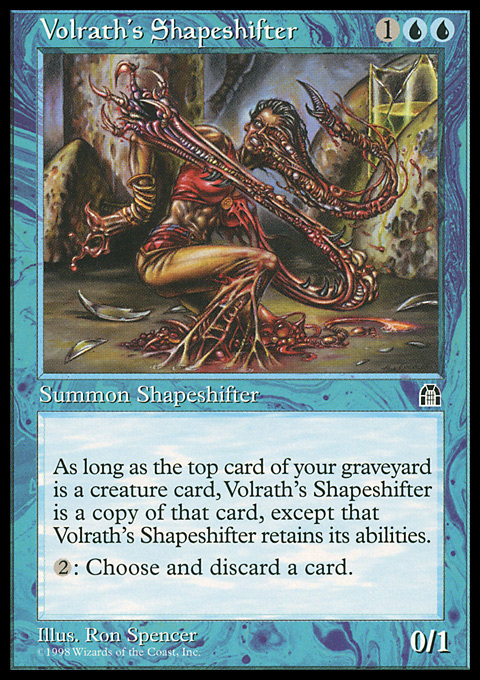 Volrath's Shapeshifter 1
Summon Shapeshifter
As long as the top card of your graveyard
is a creature card, Volrath's Shapeshifter
is a copy of that card, except that
Volrath's Shapeshifter retains its abilities.
2: Choose and discard a card.
Illus. Ron Spencer
©1998 Wizards of the Coast, Inc.
0/1